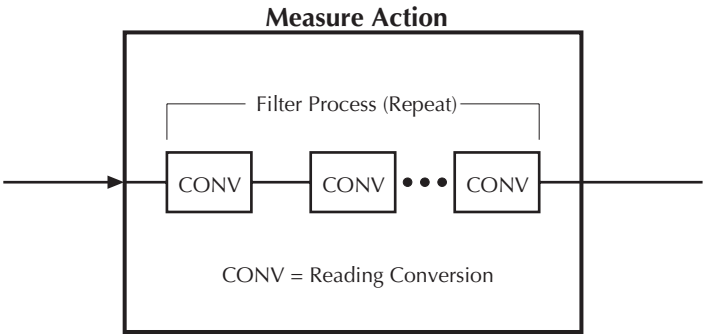 Measure Action
Filter Process (Repeat)
CONV CONV CONV
CONV = Reading Conversion